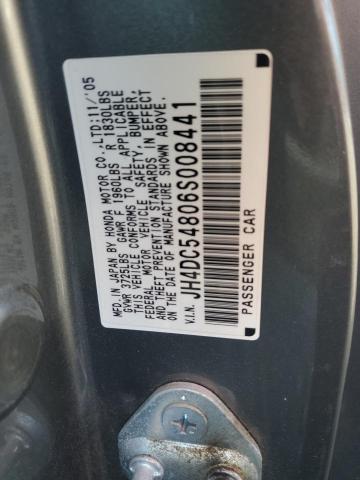 MFD. IN JAPAN BY HONDA MOTOR CO.,LTD:11/'05
GVWR 3725LBS GAWR F 1960LBS R 1830LBS
THIS VEHICLE CONFORMS TO ALL APPLICABLE
FEDERAL MOTOR VEHICLE SAFETY, BUMPER,
AND THEFT PREVENTION STANDARDS IN EFFECT
ON THE DATE OF MANUFACTURE SHOWN ABOVE.
V.I.N. JH4DC54806S008441
PASSENGER CAR